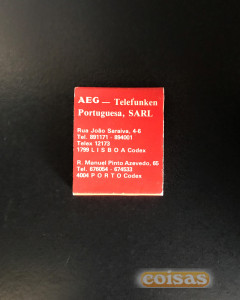 AEG — Telefunken
Portuguesa, SARL
Rua João Saraiva, 4-6
Tel. 891171 - 894001
Telex 12173
1799 L I S B O A Codex
R. Manuel Pinto Azevedo, 65
Tel. 676054 - 674533
4004 P O R T O Codex
coisas